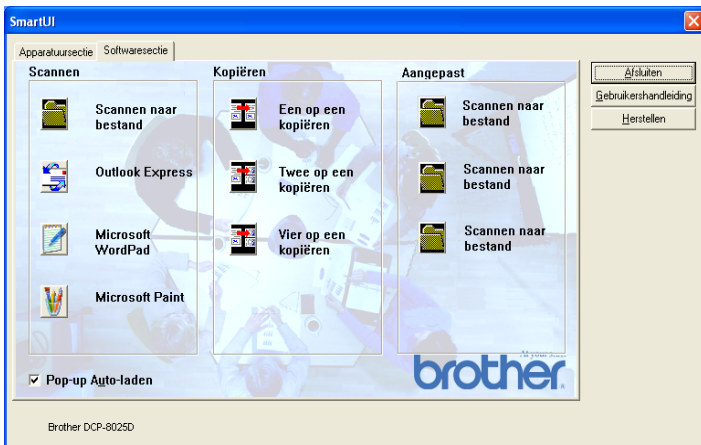 SmartUI
Apparatuursectie
Softwaresectie
Scannen
Scannen naar
bestand
Outlook Express
Microsoft
WordPad
Microsoft Paint
Kopiëren
Een op een
kopiëren
Twee op een
kopiëren
Vier op een
kopiëren
Aangepast
Scannen naar
bestand
Scannen naar
bestand
Scannen naar
bestand
Afsluiten
Gebruikershandleiding
Herstellen
brother.
Pop-up Auto-laden
Brother DCP-8025D